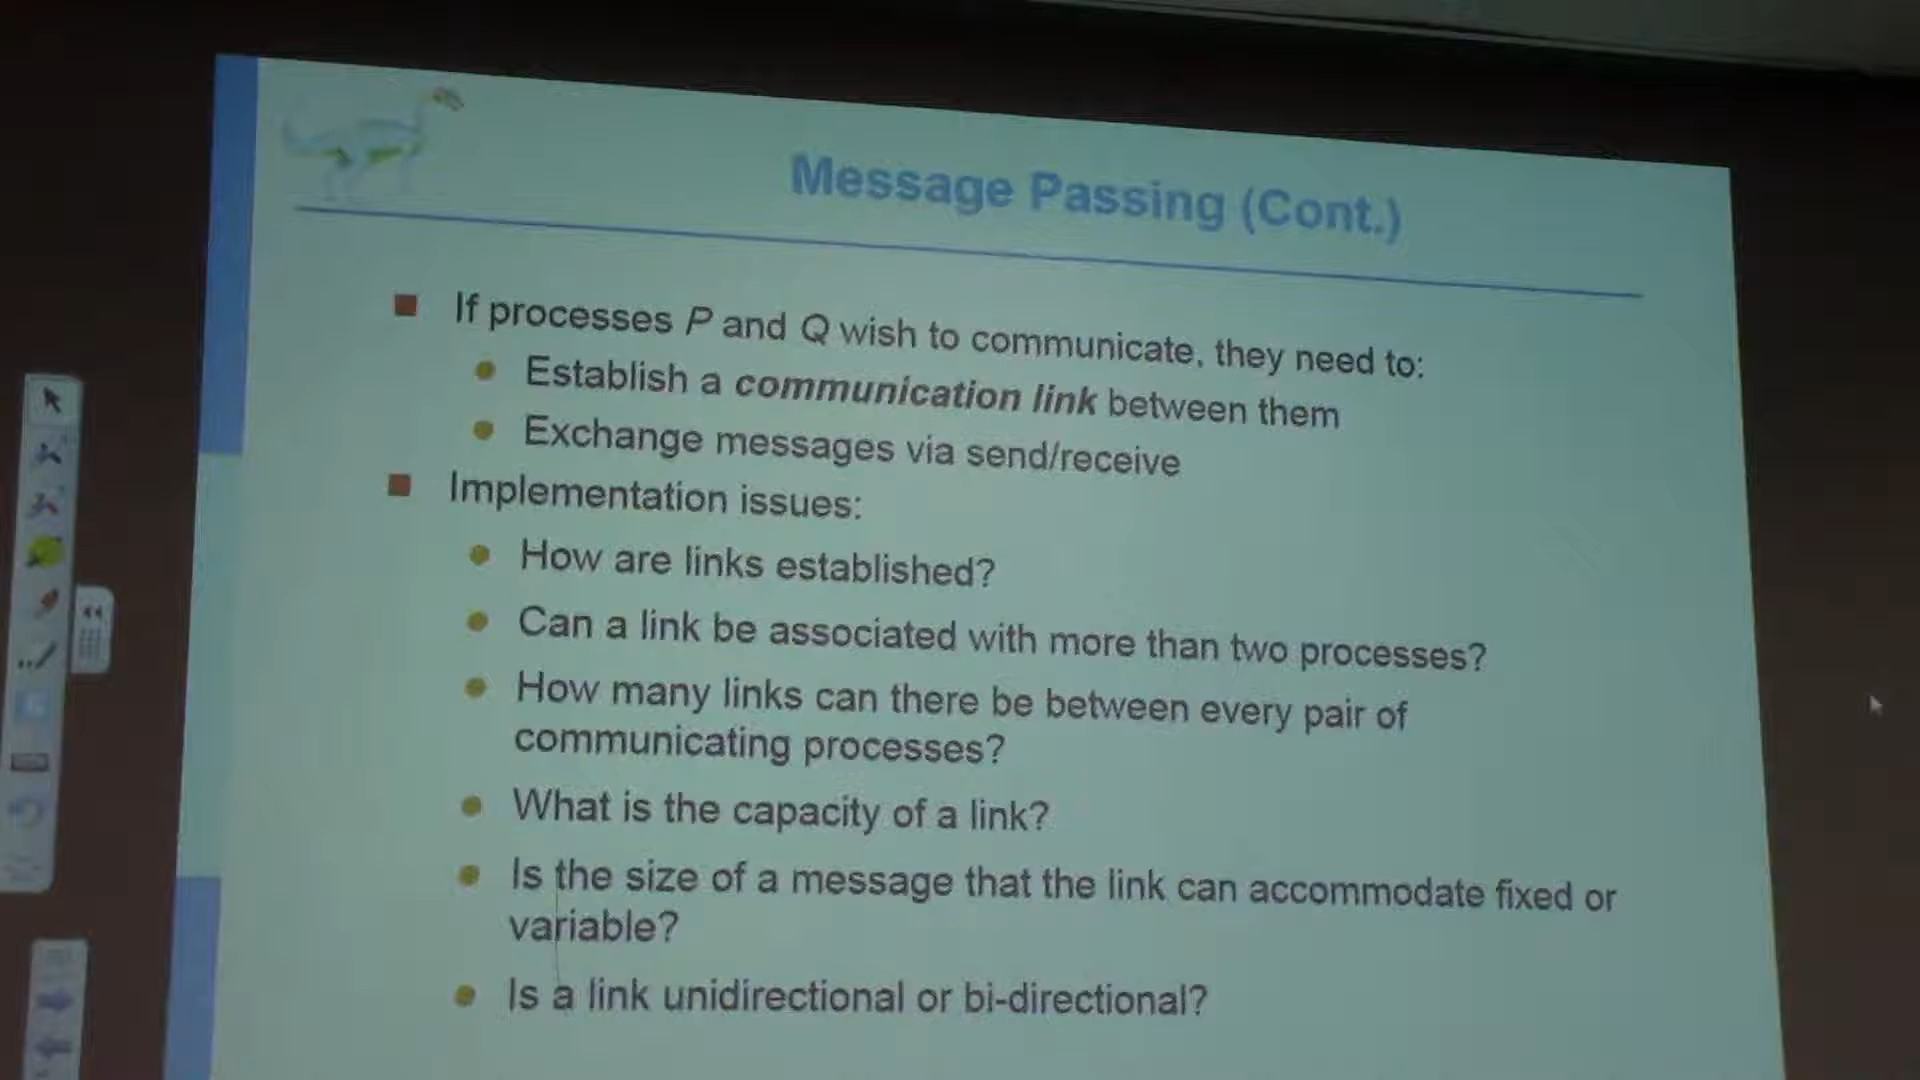 Message Passing (Cont.)
If processes P and Q wish to communicate, they need to:
Establish a communication link between them
Exchange messages via send/receive
Implementation issues:
How are links established?
Can a link be associated with more than two processes?
How many links can there be between every pair of
communicating processes?
What is the capacity of a link?
Is the size of a message that the link can accommodate fixed or
variable?
Is a link unidirectional or bi-directional?